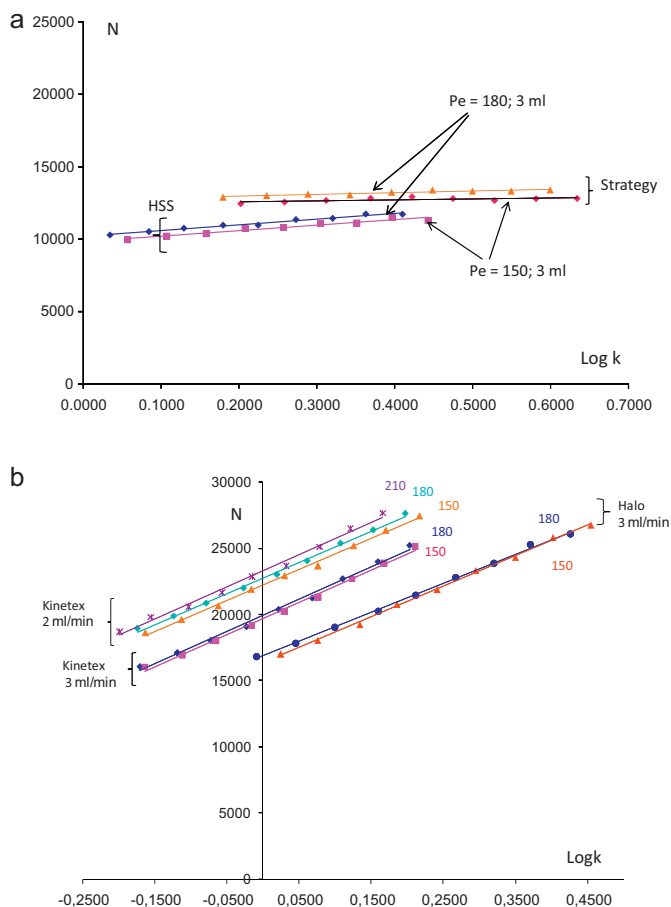 a
25000
N
20000
Pe = 180; 3 ml
15000
Strategy
HSS
10000
Pe = 150; 3 ml
5000
Log k
0
0.0000 0.1000 0.2000 0.3000 0.4000 0.5000 0.6000 0.7000
b
30000
210
180
N
150
Halo
3 ml/min
180
180
25000
150
150
Kinetex
2 ml/min
20000
Kinetex
3 ml/min
15000
10000
5000
Logk
0
-0,2500 -0,1500 -0,0500 0,0500 0,1500 0,2500 0,3500 0,4500